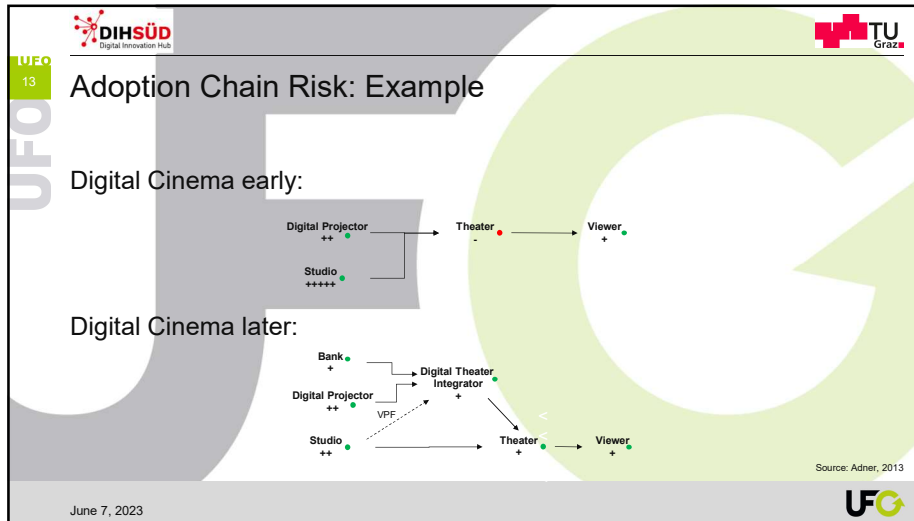 DIHSÜD
Digital Innovation Hub
TU
Graz
UFO
13
UFO
Adoption Chain Risk: Example
Digital Cinema early:
Digital Projector
++
Theater
-
Viewer
+
Studio
+++++
Digital Cinema later:
Bank
+
Digital Theater
Integrator
+
Digital Projector
++
VPF
<
<
Studio
++
Theater
+
Viewer
+
Source: Adner, 2013
June 7, 2023
UFO